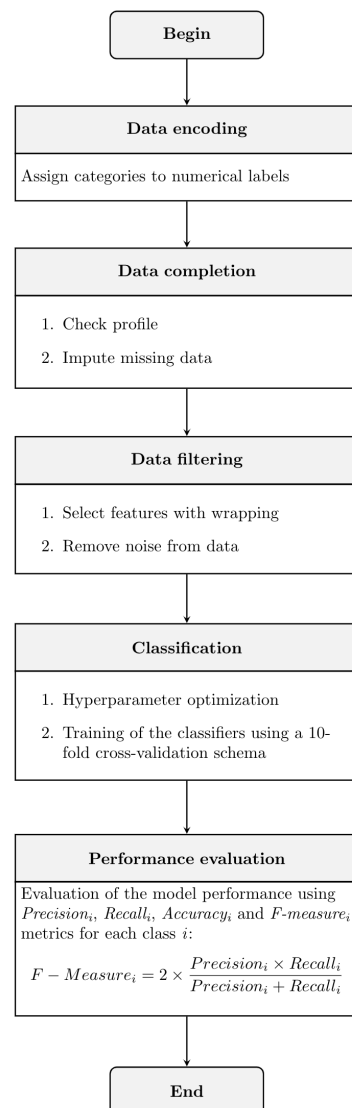 Begin
Data encoding
Assign categories to numerical labels
Data completion
1. Check profile
2. Impute missing data
Data filtering
1. Select features with wrapping
2. Remove noise from data
Classification
1. Hyperparameter optimization
2. Training of the classifiers using a 10-
fold cross-validation schema
Performance evaluation
Evaluation of the model performance using
Precisionᵢ, Recallᵢ, Accuracyᵢ and F-measureᵢ
metrics for each class i:
F − Measureᵢ = 2 × (Precisionᵢ × Recallᵢ) / (Precisionᵢ + Recallᵢ)
End